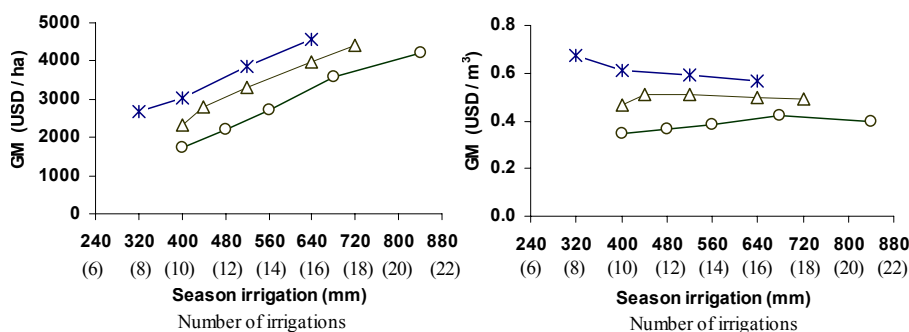 GM (USD / ha)
5000
4000
3000
2000
1000
0
240 320 400 480 560 640 720 800 880
(6) (8) (10) (12) (14) (16) (18) (20) (22)
Season irrigation (mm)
Number of irrigations
GM (USD / m³)
0.8
0.6
0.4
0.2
0.0
240 320 400 480 560 640 720 800 880
(6) (8) (10) (12) (14) (16) (18) (20) (22)
Season irrigation (mm)
Number of irrigations